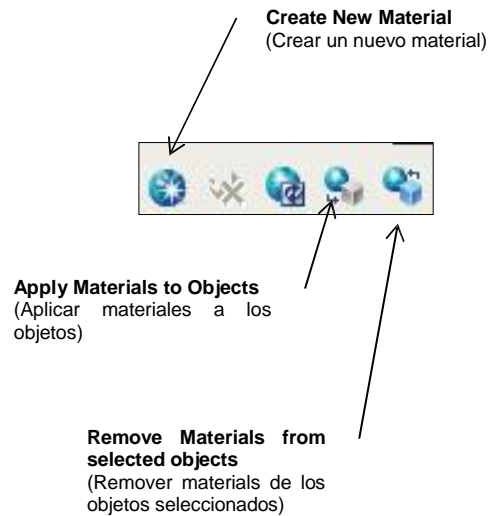 Create New Material
(Crear un nuevo material)
Apply Materials to Objects
(Aplicar materiales a los
objetos)
Remove Materials from
selected objects
(Remover materials de los
objetos seleccionados)